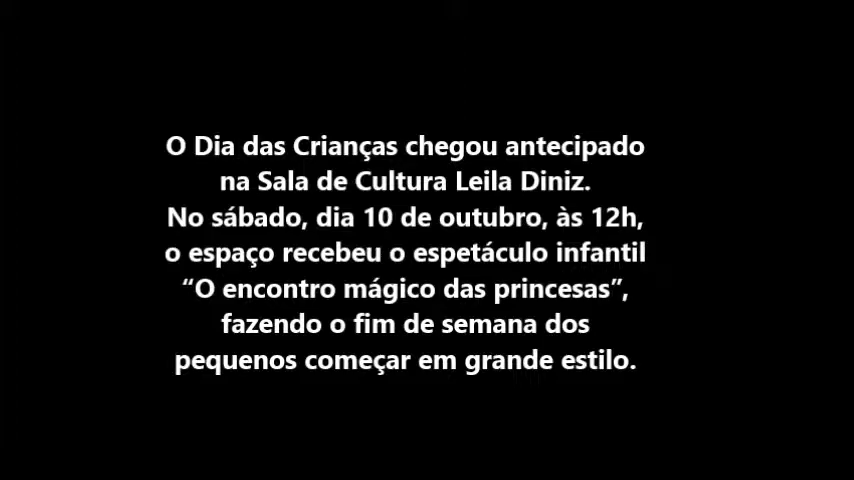 O Dia das Crianças chegou antecipado
na Sala de Cultura Leila Diniz.
No sábado, dia 10 de outubro, às 12h,
o espaço recebeu o espetáculo infantil
“O encontro mágico das princesas”,
fazendo o fim de semana dos
pequenos começar em grande estilo.